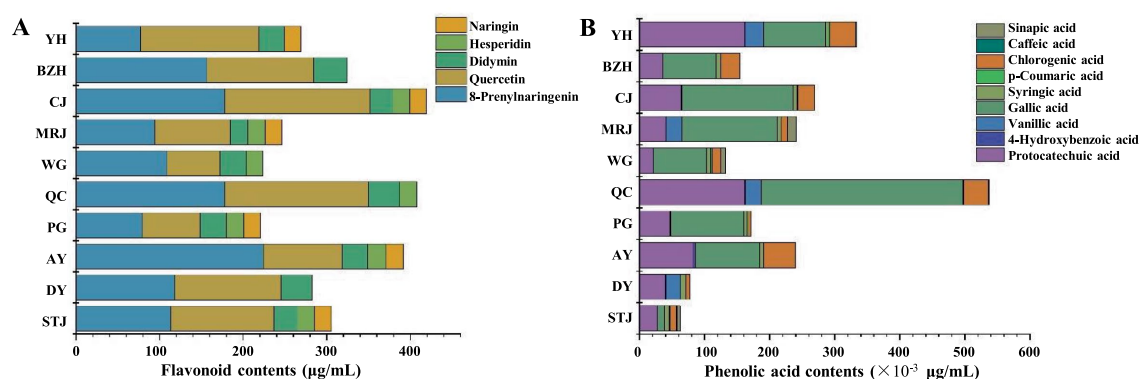 A
YH
BZH
CJ
MRJ
WG
QC
PG
AY
DY
STJ
Naringin
Hesperidin
Didymin
Quercetin
8-Prenylnaringenin
0
100
200
300
400
Flavonoid contents (μg/mL)
B
YH
BZH
CJ
MRJ
WG
QC
PG
AY
DY
STJ
Sinapic acid
Caffeic acid
Chlorogenic acid
p-Coumaric acid
Syringic acid
Gallic acid
Vanillic acid
4-Hydroxybenzoic acid
Protocatechuic acid
0
100
200
300
400
500
600
Phenolic acid contents (×10⁻³ μg/mL)